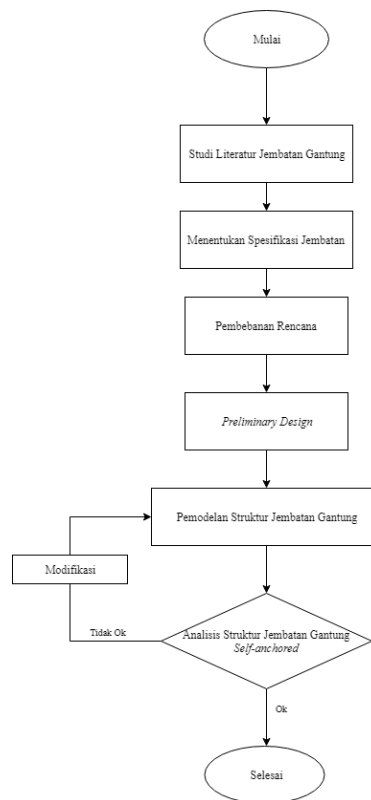 Mulai
Studi Literatur Jembatan Gantung
Menentukan Spesifikasi Jembatan
Pembebanan Rencana
Preliminary Design
Pemodelan Struktur Jembatan Gantung
Modifikasi
Tidak Ok
Analisis Struktur Jembatan Gantung
Self-anchored
Ok
Selesai